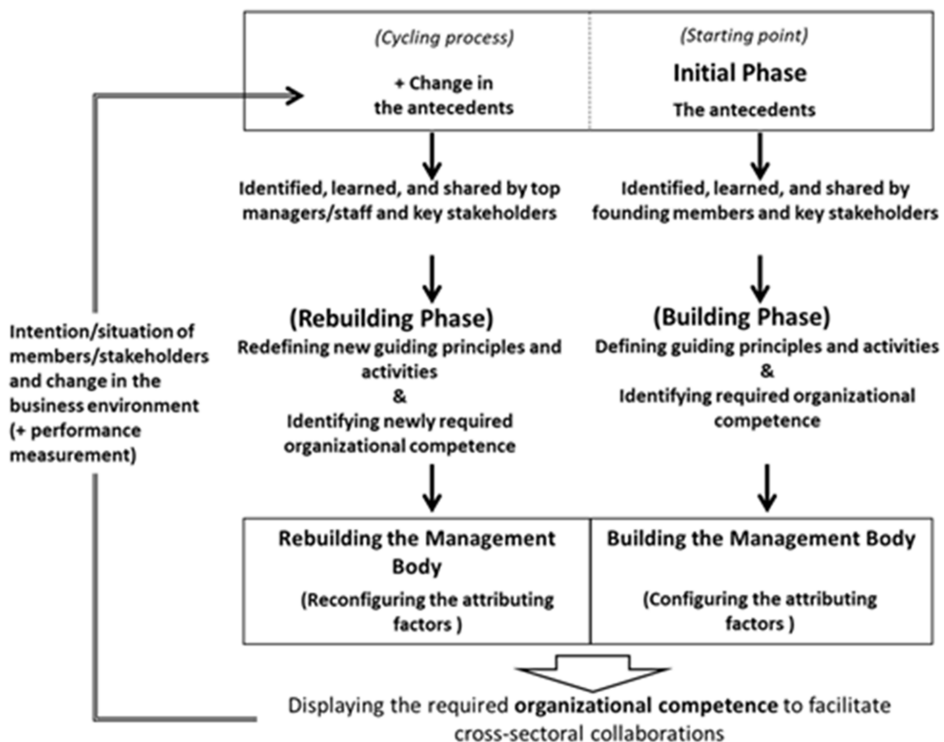 (Cycling process)
+ Change in
the antecedents
(Starting point)
Initial Phase
The antecedents
Identified, learned, and shared by top
managers/staff and key stakeholders
Identified, learned, and shared by
founding members and key stakeholders
(Rebuilding Phase)
Redefining new guiding principles and
activities
&
Identifying newly required
organizational competence
(Building Phase)
Defining guiding principles and activities
&
Identifying required organizational
competence
Intention/situation of
members/stakeholders
and change in the
business environment
(+ performance
measurement)
Rebuilding the Management
Body
(Reconfiguring the attributing
factors )
Building the Management Body
(Configuring the attributing
factors )
Displaying the required organizational competence to facilitate
cross-sectoral collaborations